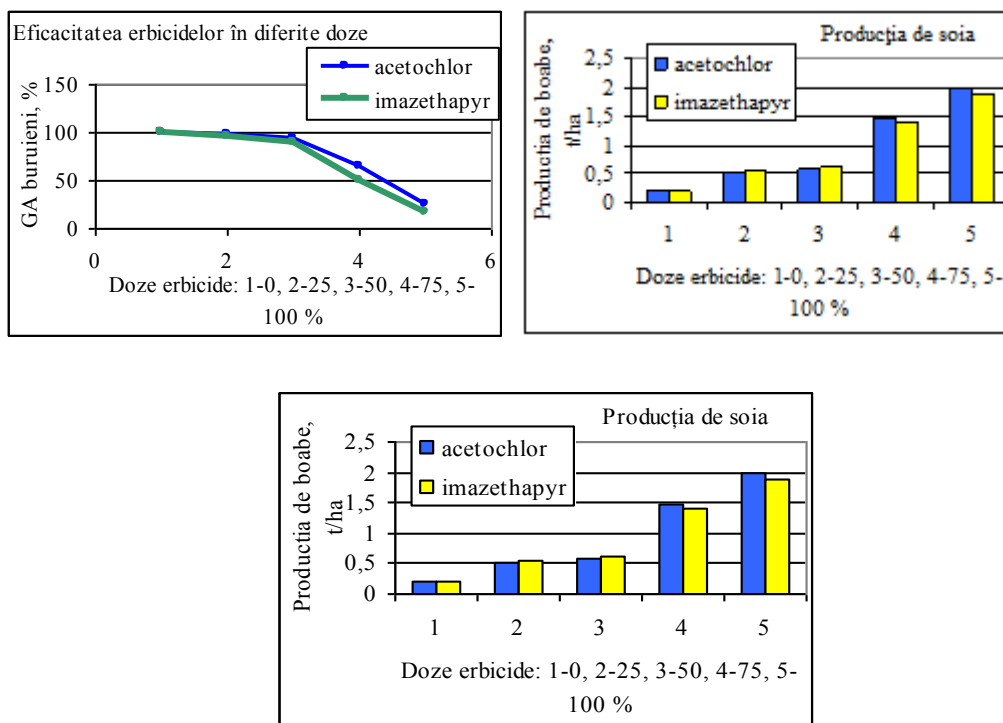 Eficacitatea erbicidelor în diferite doze
acetochlor
imazethapyr
GA buruieni, %
150
100
50
0
0 2 4 6
Doze erbicide: 1-0, 2-25, 3-50, 4-75, 5-
100 %
Producţia de soia
acetochlor
imazethapyr
Productia de boabe,
t/ha
2,5
2
1,5
1
0,5
0
1 2 3 4 5
Doze erbicide: 1-0, 2-25, 3-50, 4-75, 5-
100 %
Producţia de soia
acetochlor
imazethapyr
Productia de boabe,
t/ha
2,5
2
1,5
1
0,5
0
1 2 3 4 5
Doze erbicide: 1-0, 2-25, 3-50, 4-75, 5-
100 %